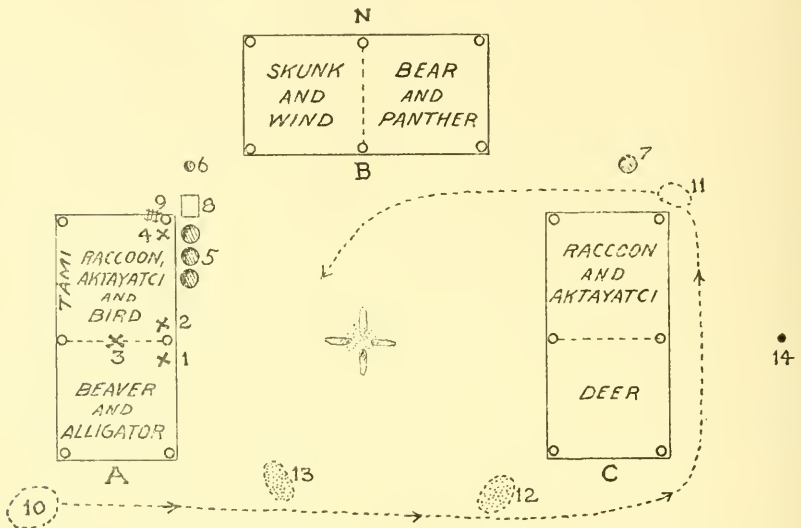 N
SKUNK
AND
WIND
BEAR
AND
PANTHER
B
6
7
11
9
8
4
5
TAMI
RACCOON,
AKTAYATCI
AND
BIRD
2
3
1
BEAVER
AND
ALLIGATOR
A
RACCOON
AND
AKTAYATCI
DEER
C
14
13
12
10